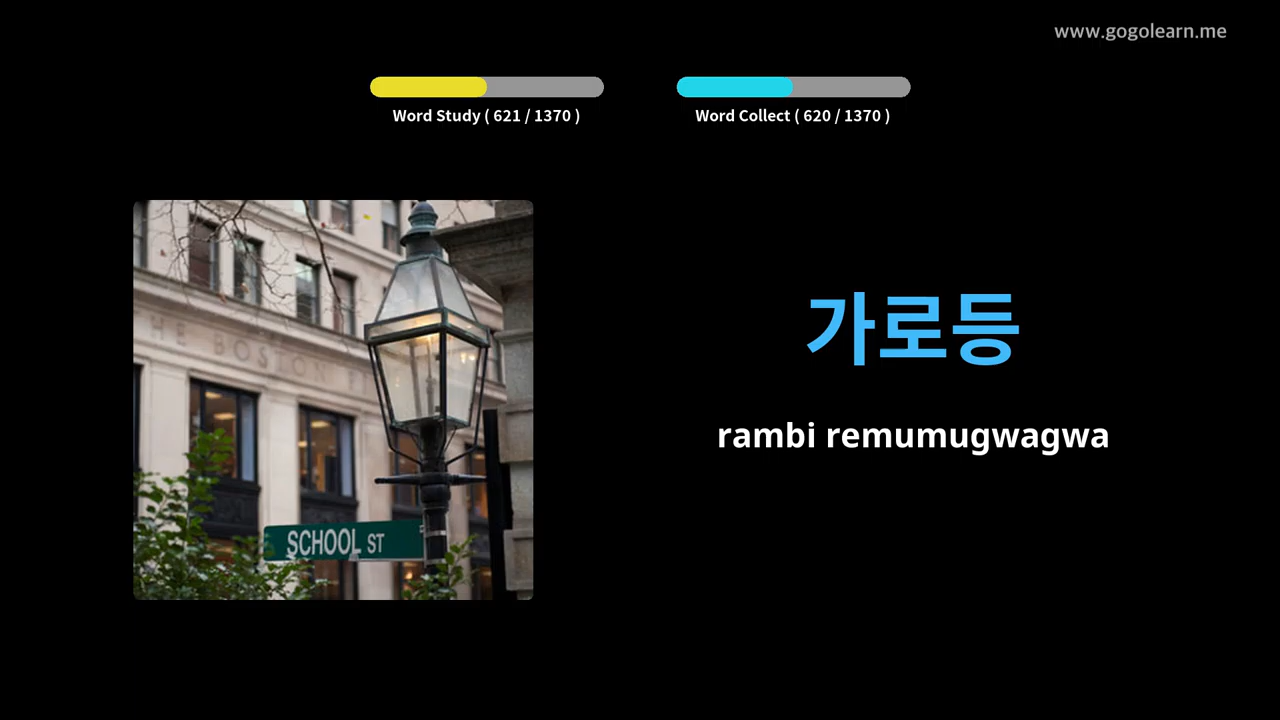 www.gogolearn.me
Word Study ( 621 / 1370 )
Word Collect ( 620 / 1370 )
THE BOSTON
SCHOOL ST
가로등
rambi remumugwagwa